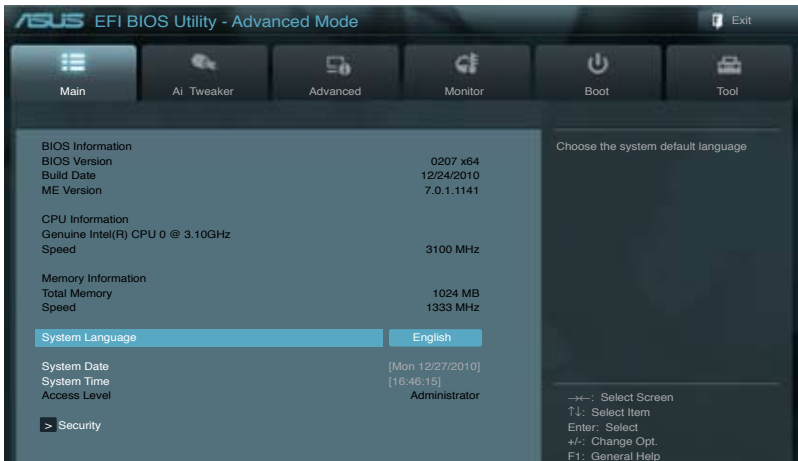 ASUS EFI BIOS Utility - Advanced Mode
Exit
Main
Ai Tweaker
Advanced
Monitor
Boot
Tool
BIOS Information
BIOS Version 0207 x64
Build Date 12/24/2010
ME Version 7.0.1.1141
CPU Information
Genuine Intel(R) CPU 0 @ 3.10GHz
Speed 3100 MHz
Memory Information
Total Memory 1024 MB
Speed 1333 MHz
System Language English
System Date [Mon 12/27/2010]
System Time [16:46:15]
Access Level Administrator
> Security
Choose the system default language
→←: Select Screen
↑↓: Select Item
Enter: Select
+/-: Change Opt.
F1: General Help